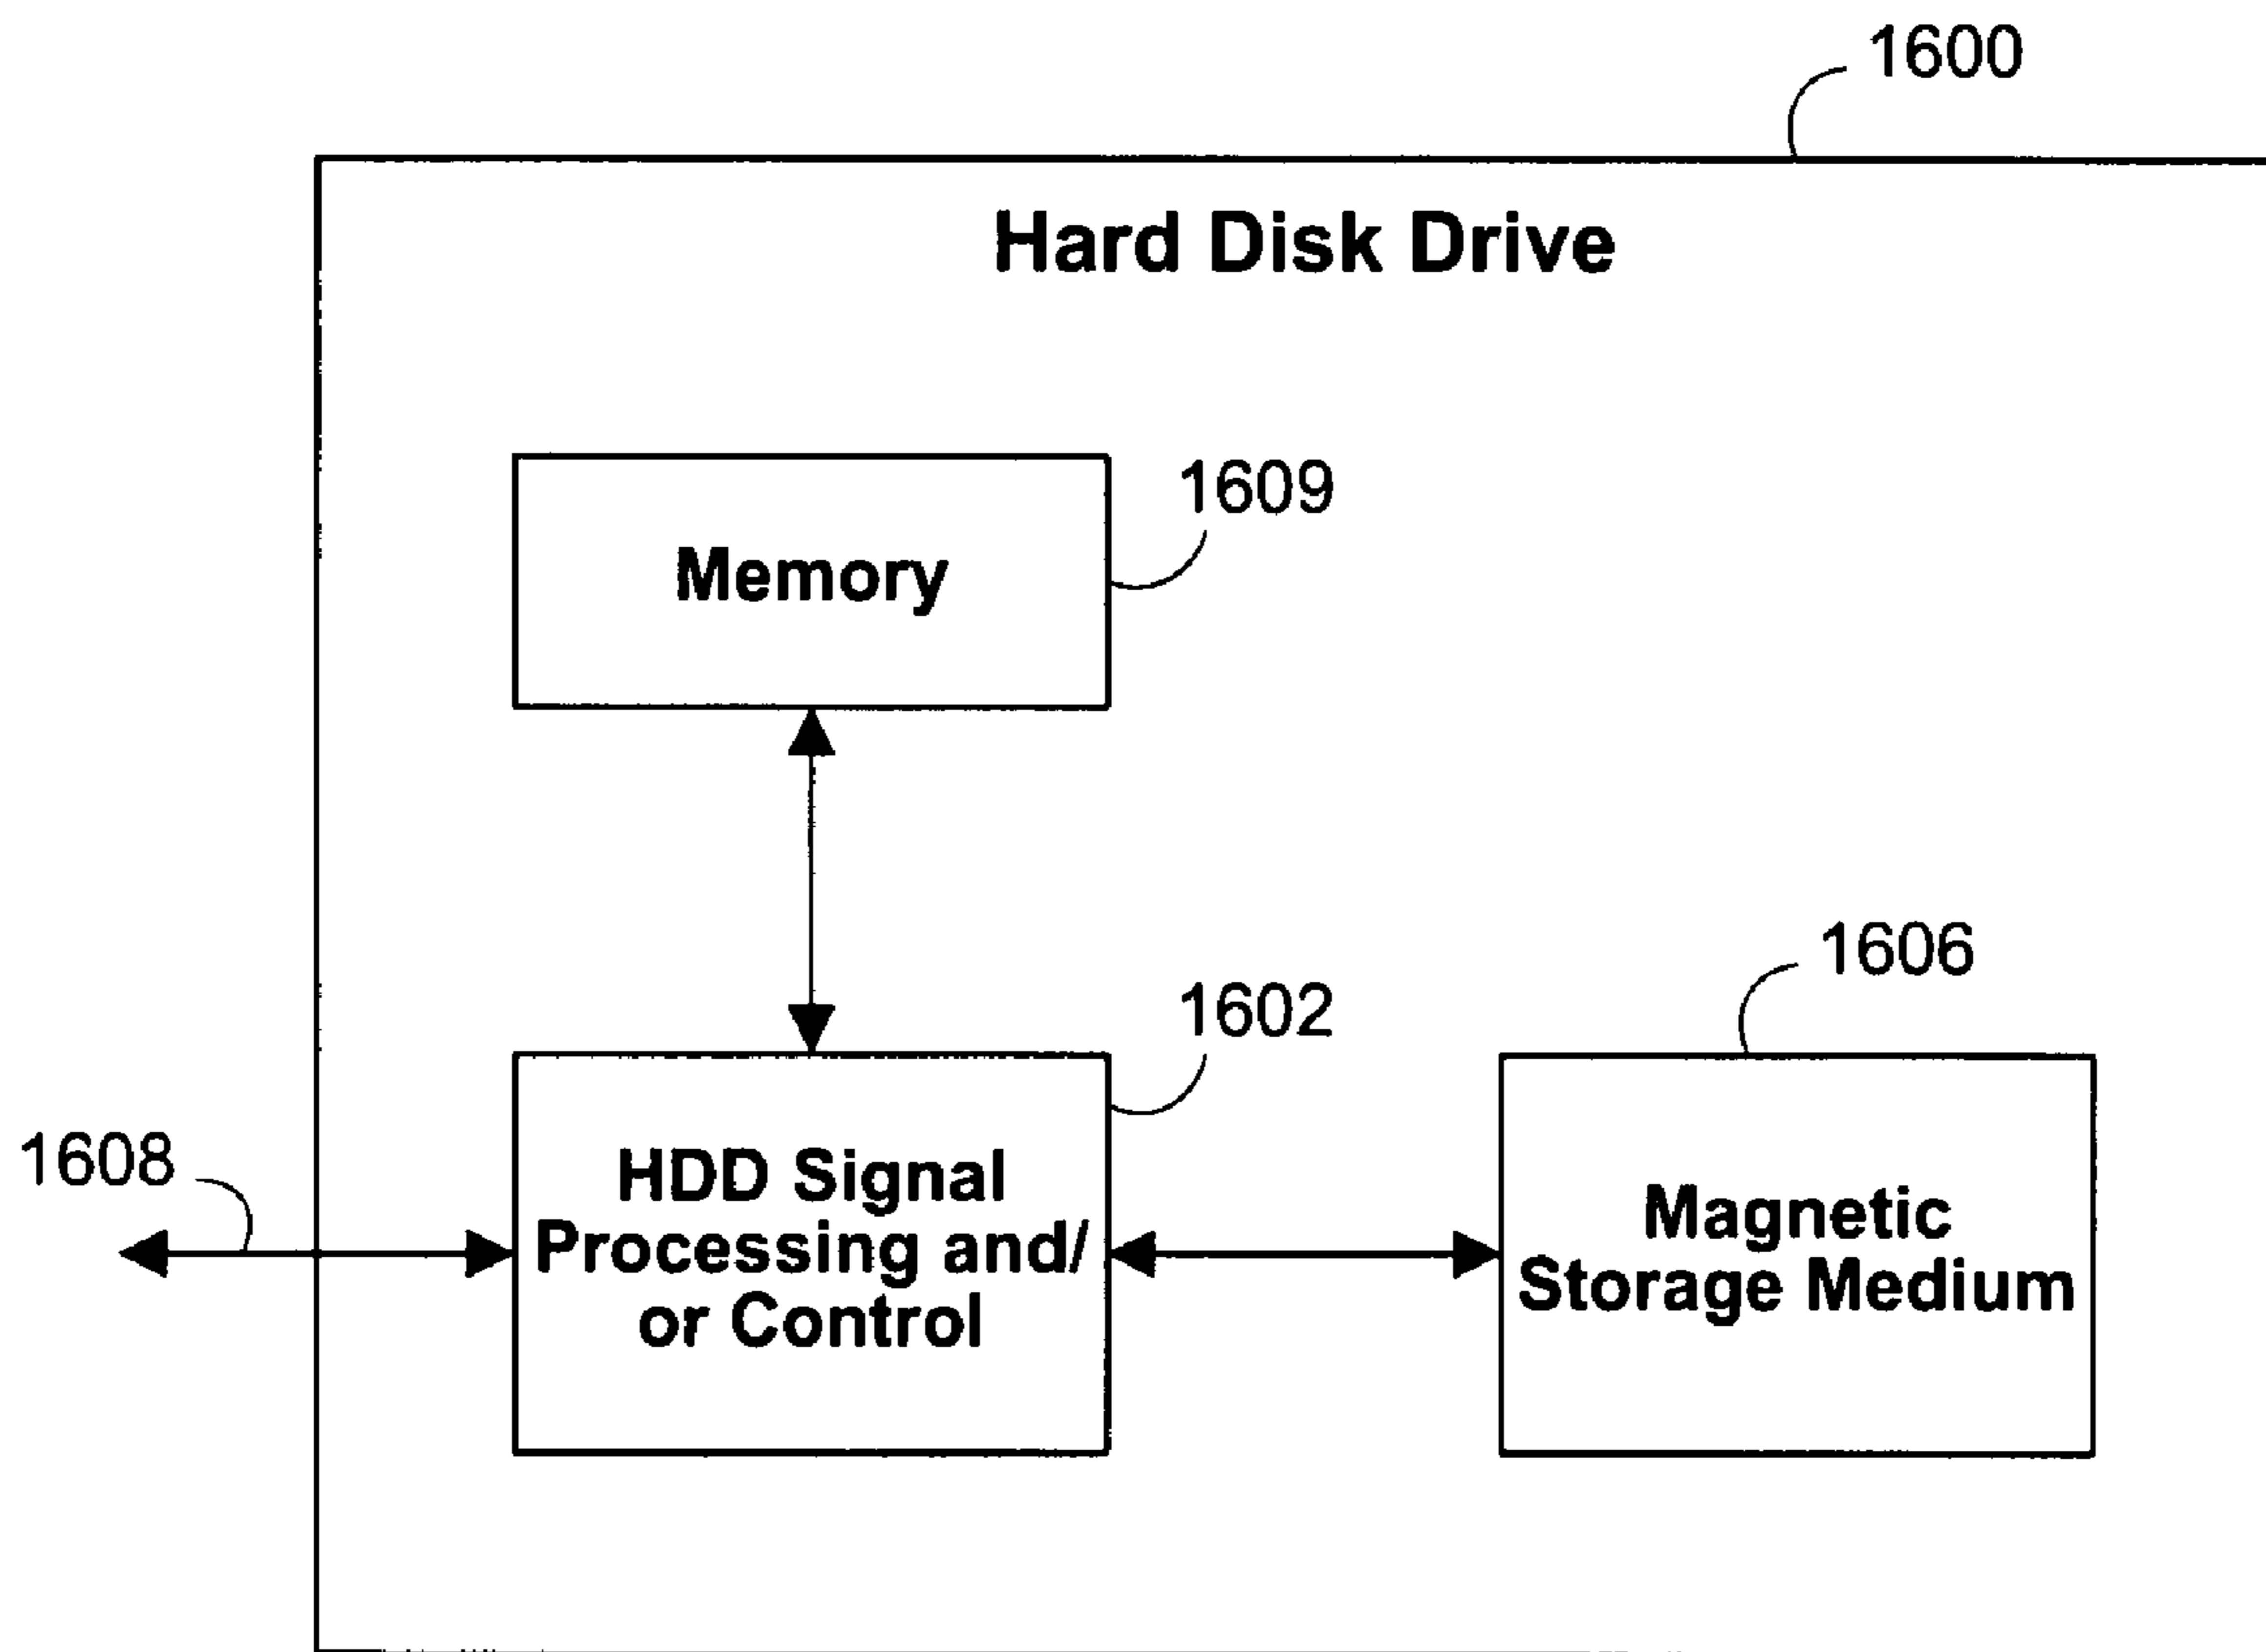 1600
Hard Disk Drive
1609
Memory
1606
1602
1608
HDD Signal
Processing and/
or Control
Magnetic
Storage Medium